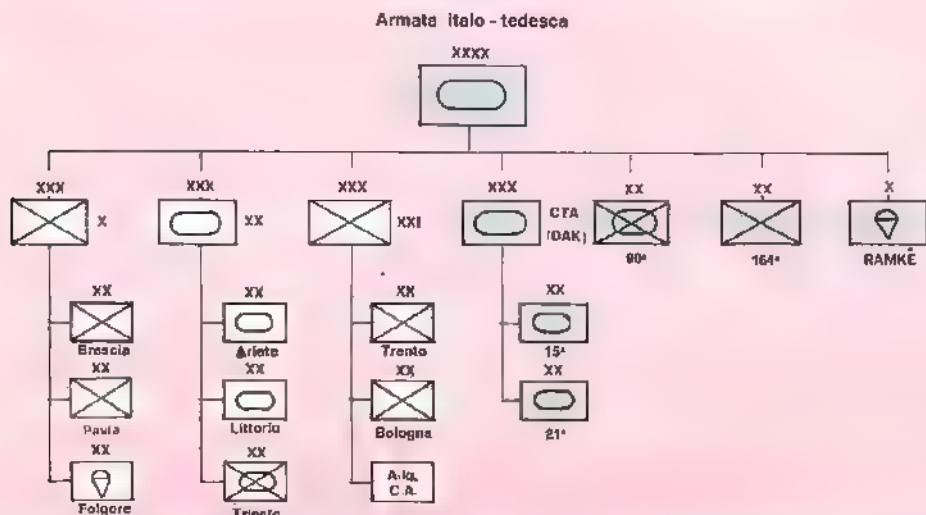 Armata italo - tedesca
XXXX
XXX XXX XXX XXX XX XX X
X XX XXI CTA (DAK) 90ª 164ª RAMKE
XX XX XX XX
Brescia Ariete Trento 15ª
XX XX XX XX
Pavia Littorio Bologna 21ª
XX XX
Folgore Trieste C.A.